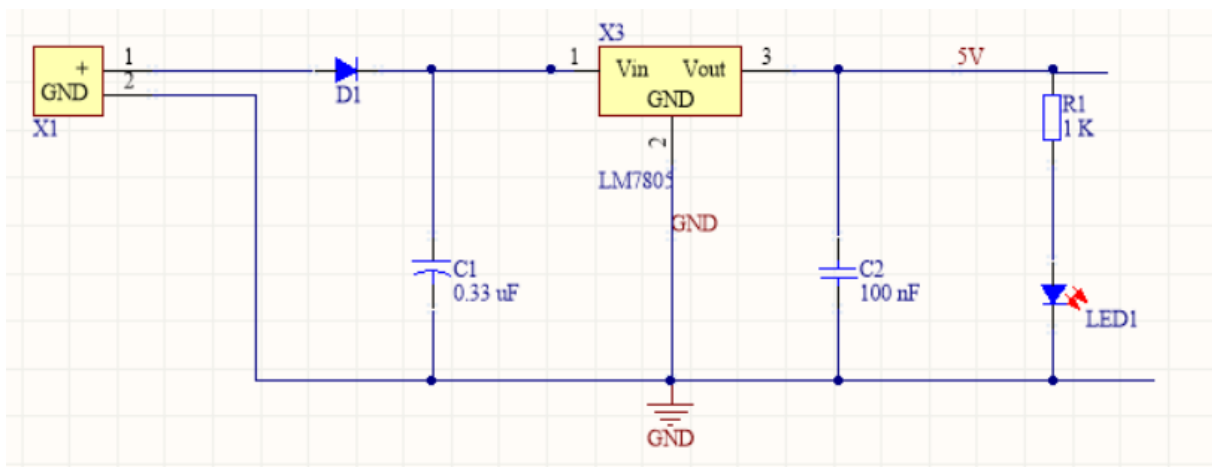 X3
1
+
2
GND
X1
D1
1
Vin
Vout
GND
3
5V
2
LM7805
GND
R1
1 K
C1
0.33 uF
C2
100 nF
LED1
GND